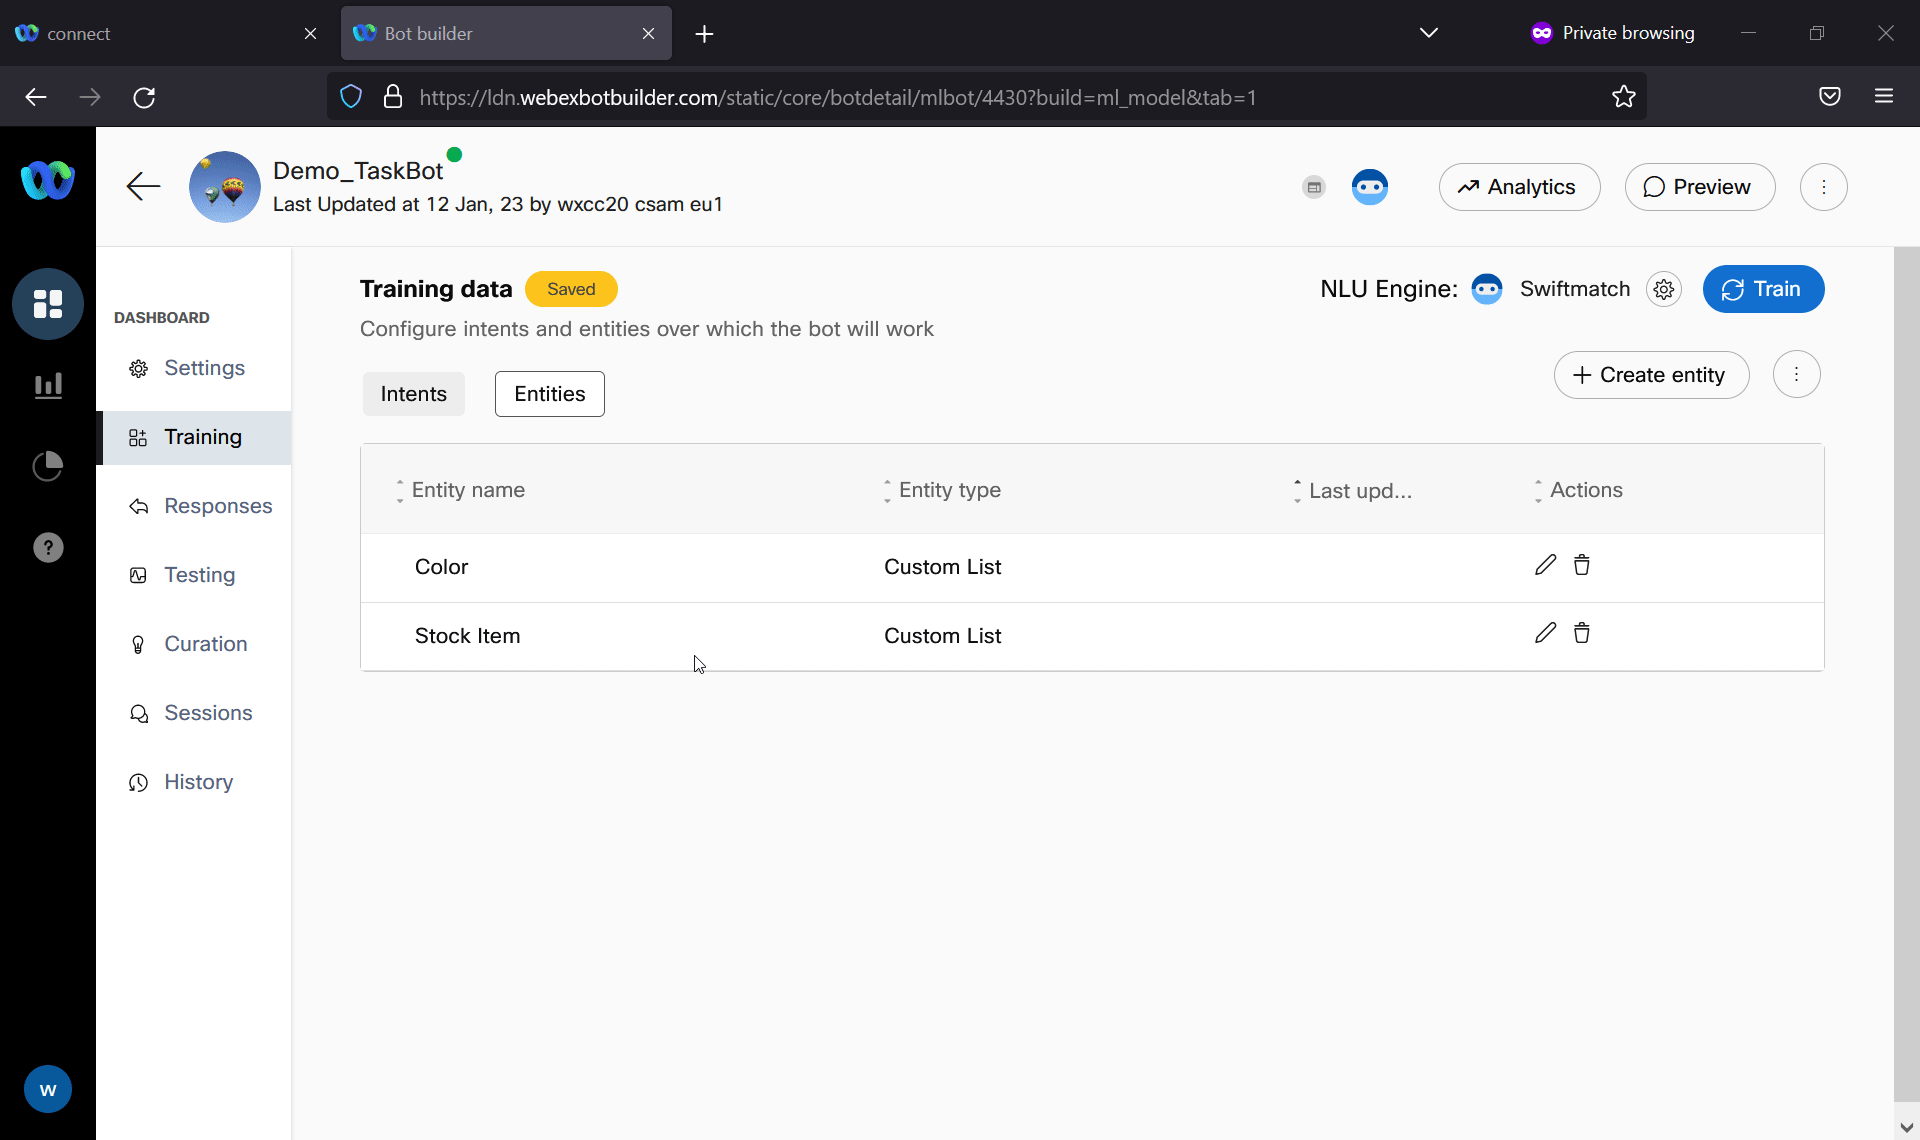 connect
Bot builder
Private browsing
https://ldn.webexbotbuilder.com/static/core/botdetail/mlbot/4430?build=ml_model&tab=1
Demo_TaskBot
Last Updated at 12 Jan, 23 by wxcc20 csam eu1
Analytics
Preview
DASHBOARD
Settings
Training
Responses
Testing
Curation
Sessions
History
Training data
Saved
Configure intents and entities over which the bot will work
NLU Engine:
Swiftmatch
Train
Intents
Entities
Create entity
Entity name
Entity type
Last upd...
Actions
Color
Custom List
Stock Item
Custom List
?
w